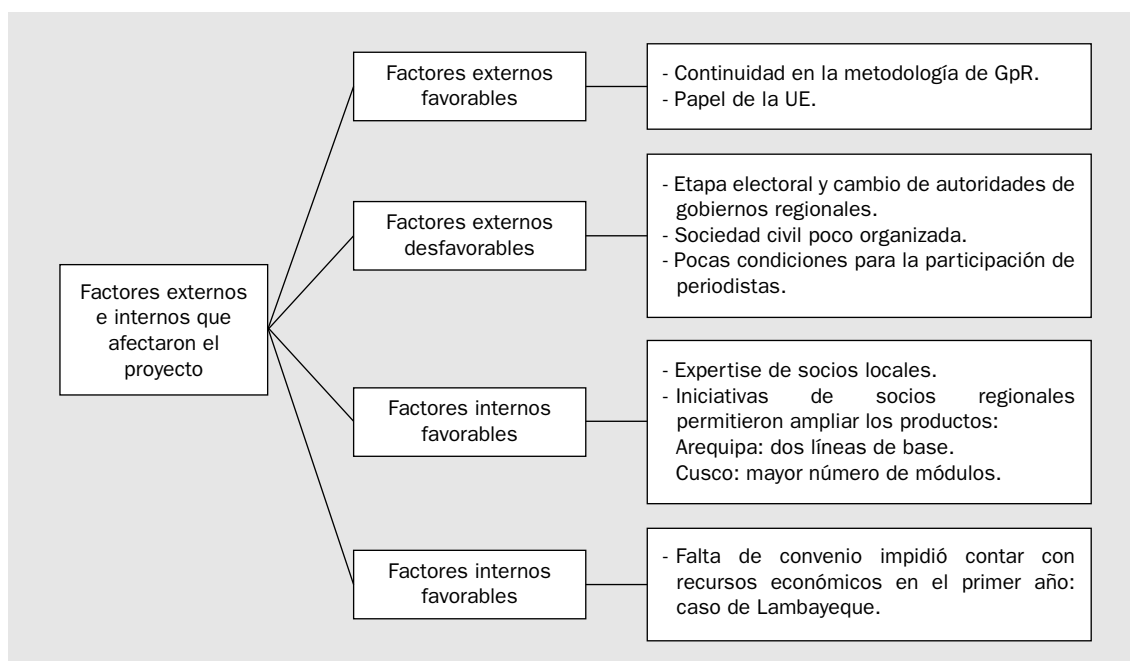 Factores externos
e internos que
afectaron el
proyecto
Factores externos
favorables
- Continuidad en la metodología de GpR.
- Papel de la UE.
Factores externos
desfavorables
- Etapa electoral y cambio de autoridades de
gobiernos regionales.
- Sociedad civil poco organizada.
- Pocas condiciones para la participación de
periodistas.
Factores internos
favorables
- Expertise de socios locales.
- Iniciativas de socios regionales
permitieron ampliar los productos:
Arequipa: dos líneas de base.
Cusco: mayor número de módulos.
Factores internos
favorables
- Falta de convenio impidió contar con
recursos económicos en el primer año:
caso de Lambayeque.